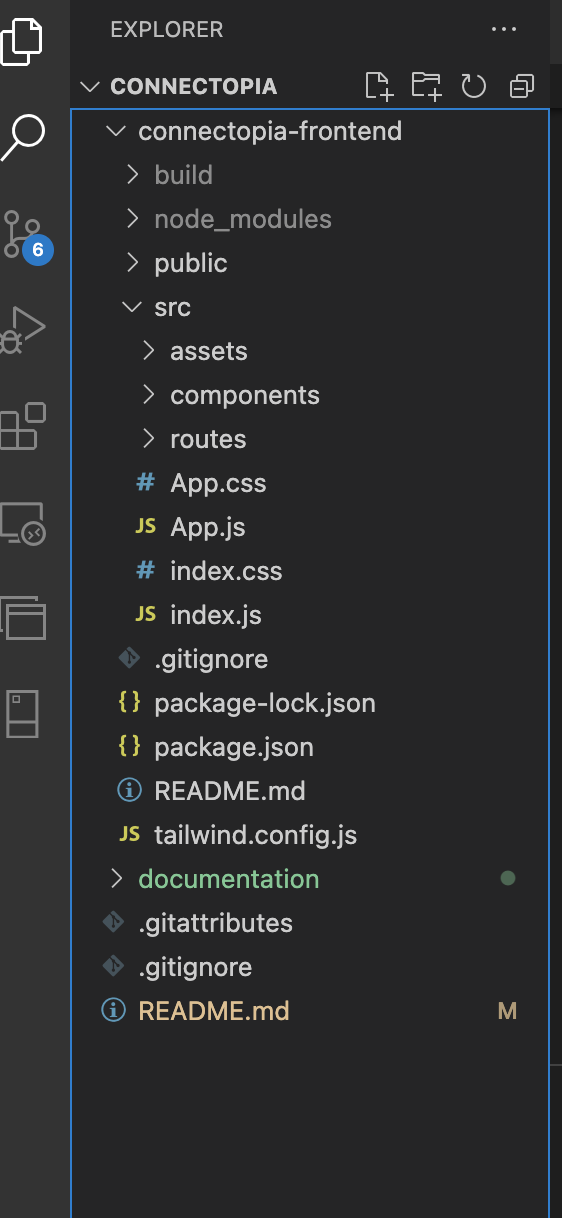 EXPLORER
CONNECTOPIA
connectopia-frontend
build
node_modules
public
src
assets
components
routes
# App.css
JS App.js
# index.css
JS index.js
.gitignore
{} package-lock.json
{} package.json
README.md
JS tailwind.config.js
documentation
.gitattributes
.gitignore
README.md M
6